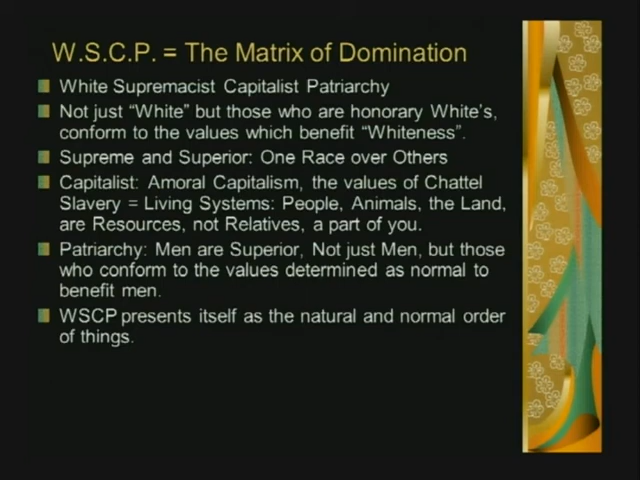 W.S.C.P. = The Matrix of Domination
White Supremacist Capitalist Patriarchy
Not just “White” but those who are honorary White’s,
conform to the values which benefit “Whiteness”.
Supreme and Superior: One Race over Others
Capitalist: Amoral Capitalism, the values of Chattel
Slavery = Living Systems: People, Animals, the Land,
are Resources, not Relatives, a part of you.
Patriarchy: Men are Superior, Not just Men, but those
who conform to the values determined as normal to
benefit men.
WSCP presents itself as the natural and normal order
of things.